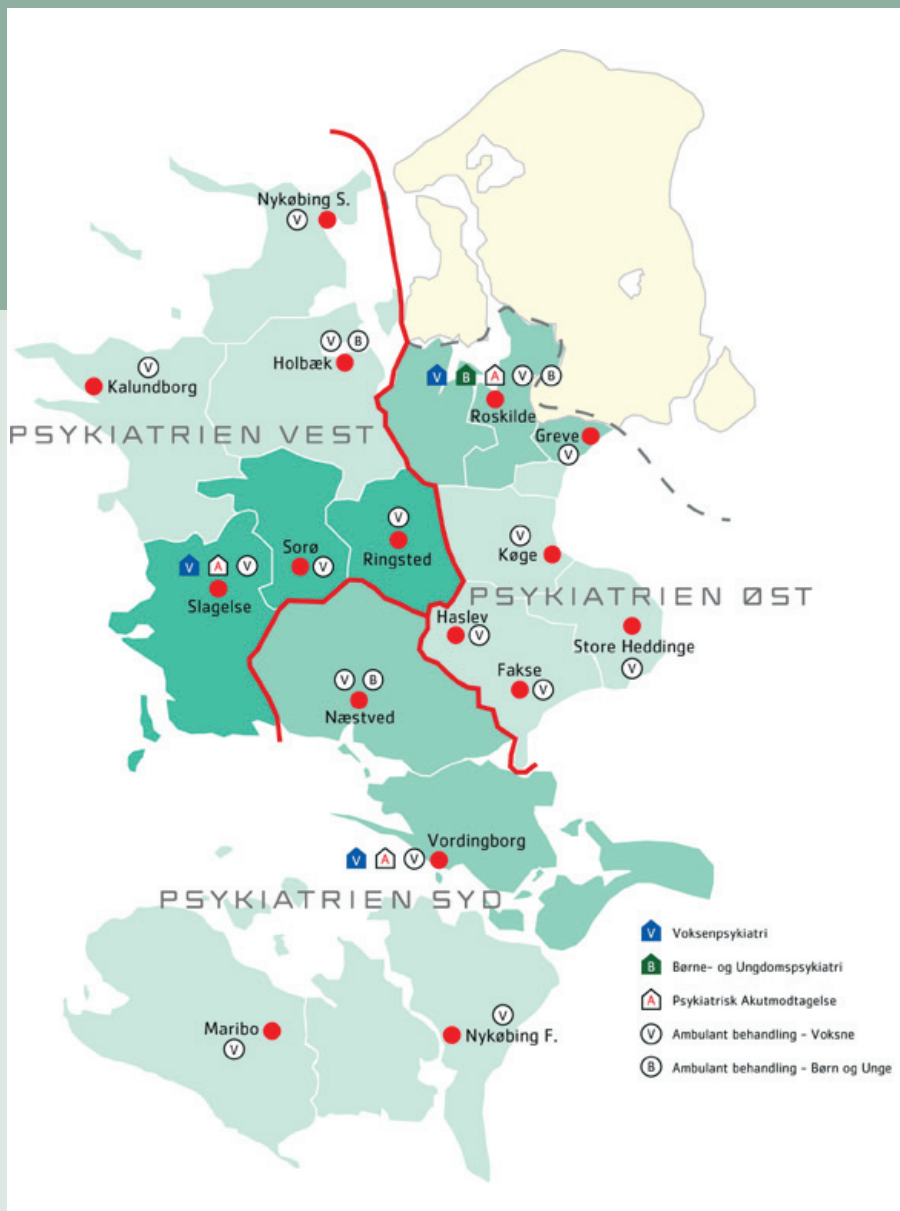 Nykøbing S.
V
V B
Holbæk
V
Kalundborg
V B A V B
Roskilde
Greve
V
PSYKIATRIEN VEST
V
Ringsted
V
Køge
Sorø
V
V A V
Slagelse
PSYKIATRIEN ØST
Haslev
V
Store Heddinge
V
Fakse
V
V B
Næstved
Vordingborg
V A V
PSYKIATRIEN SYD
V Voksenpsykiatri
B Børne- og Ungdomspsykiatri
A Psykiatrisk Akutmodtagelse
V Ambulant behandling - Voksne
B Ambulant behandling - Børn og Unge
Maribo
V
V
Nykøbing F.